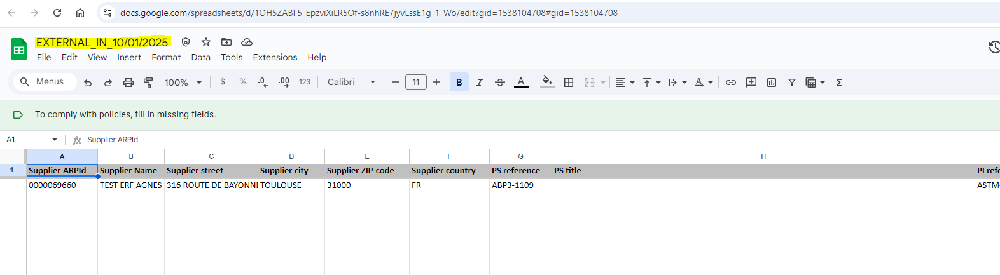 docs.google.com/spreadsheets/d/1OH5ZABF5_EpzviXiLR5Of-s8nhRE7jyvLssE1g_1_Wo/edit?gid=1538104708#gid=1538104708
EXTERNAL_IN_10/01/2025
File Edit View Insert Format Data Tools Extensions Help
Menus 100% $ % .0 .00 123 Calibri 11 B I S A A Σ
To comply with policies, fill in missing fields.
A1 fx Supplier ARPId
A B C D E F G H
1 Supplier ARPId Supplier Name Supplier street Supplier city Supplier ZIP-code Supplier country PS reference PS title PI refe
0000069660 TEST ERF AGNES 316 ROUTE DE BAYONNE TOULOUSE 31000 FR ABP3-1109 ASTM-